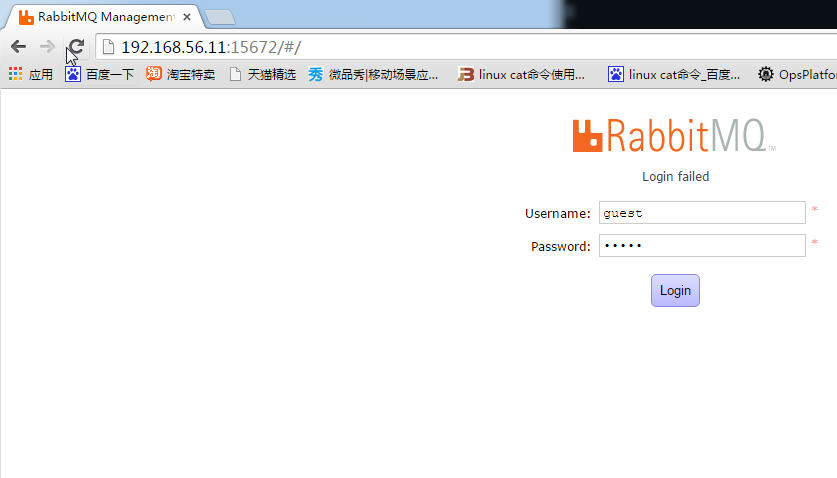 RabbitMQ Management
192.168.56.11:15672/#/
应用 百度一下 淘宝特卖 天猫精选 微品秀|移动场景应... linux cat命令使用... linux cat命令_百度... OpsPlatfo
RabbitMQ TM
Login failed
Username: guest *
Password: ••••• *
Login